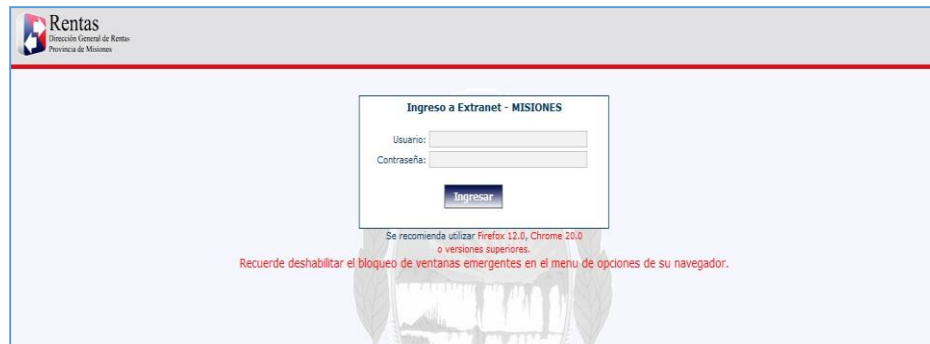 Rentas
Dirección General de Rentas
Provincia de Misiones
Ingreso a Extranet - MISIONES
Usuario:
Contraseña:
Ingresar
Se recomienda utilizar Firefox 12.0, Chrome 20.0
o versiones superiores.
Recuerde deshabilitar el bloqueo de ventanas emergentes en el menu de opciones de su navegador.